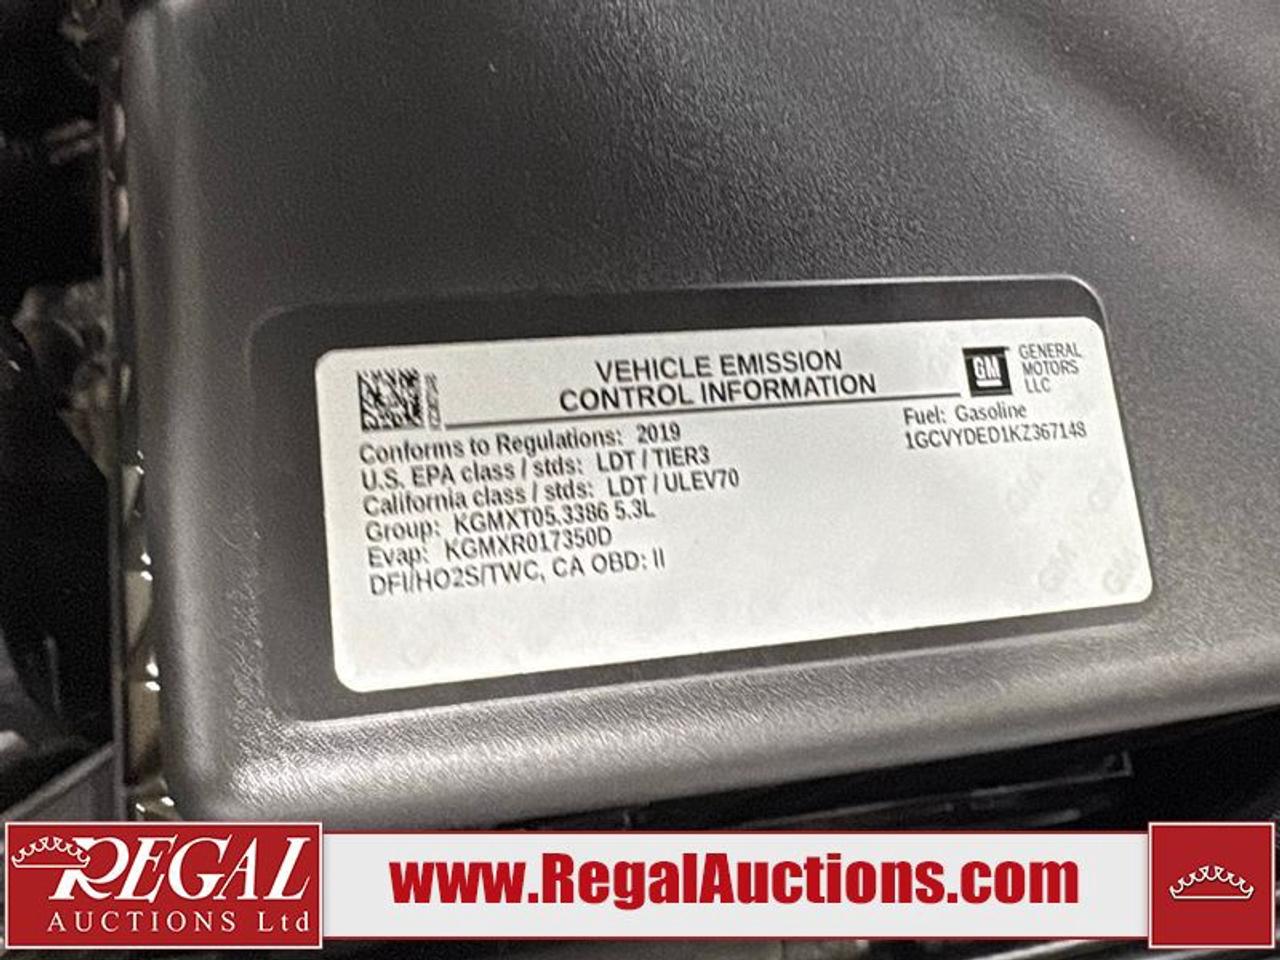 VEHICLE EMISSION
CONTROL INFORMATION
GM
GENERAL
MOTORS
LLC
Fuel: Gasoline
1GCVYDED1KZ367148
Conforms to Regulations: 2019
U.S. EPA class / stds: LDT / TIER3
California class / stds: LDT / ULEV70
Group: KGMXT05.3386 5.3L
Evap: KGMXR017350D
DFI/HO2S/TWC, CA OBD: II
REGAL
AUCTIONS Ltd
www.RegalAuctions.com